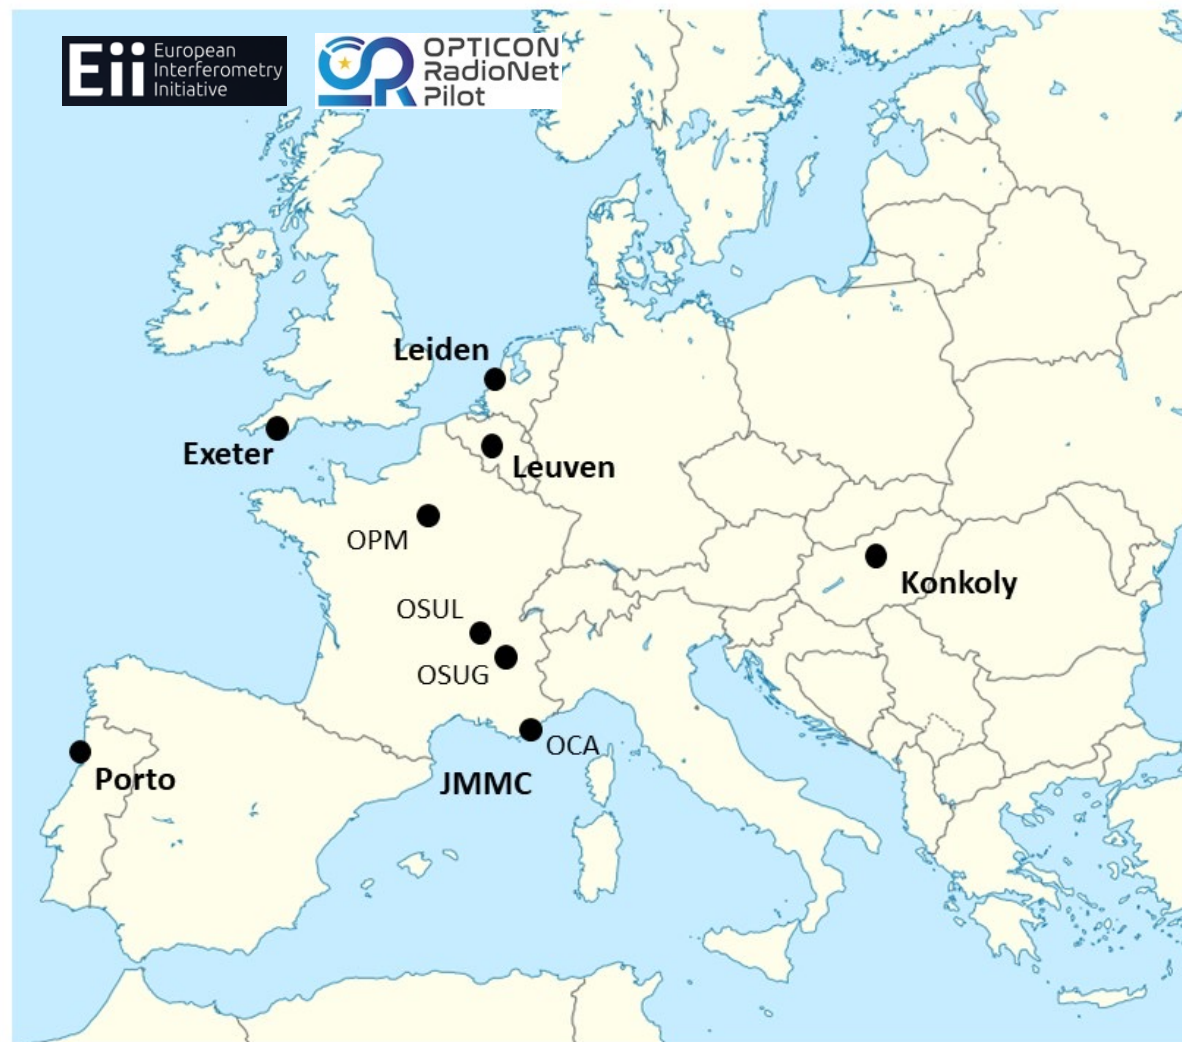 Eii
European
Interferometry
Initiative
OPTICON
RadioNet
Pilot
Leiden
Exeter
Leuven
OPM
Konkoly
OSUL
OSUG
OCA
Porto
JMMC